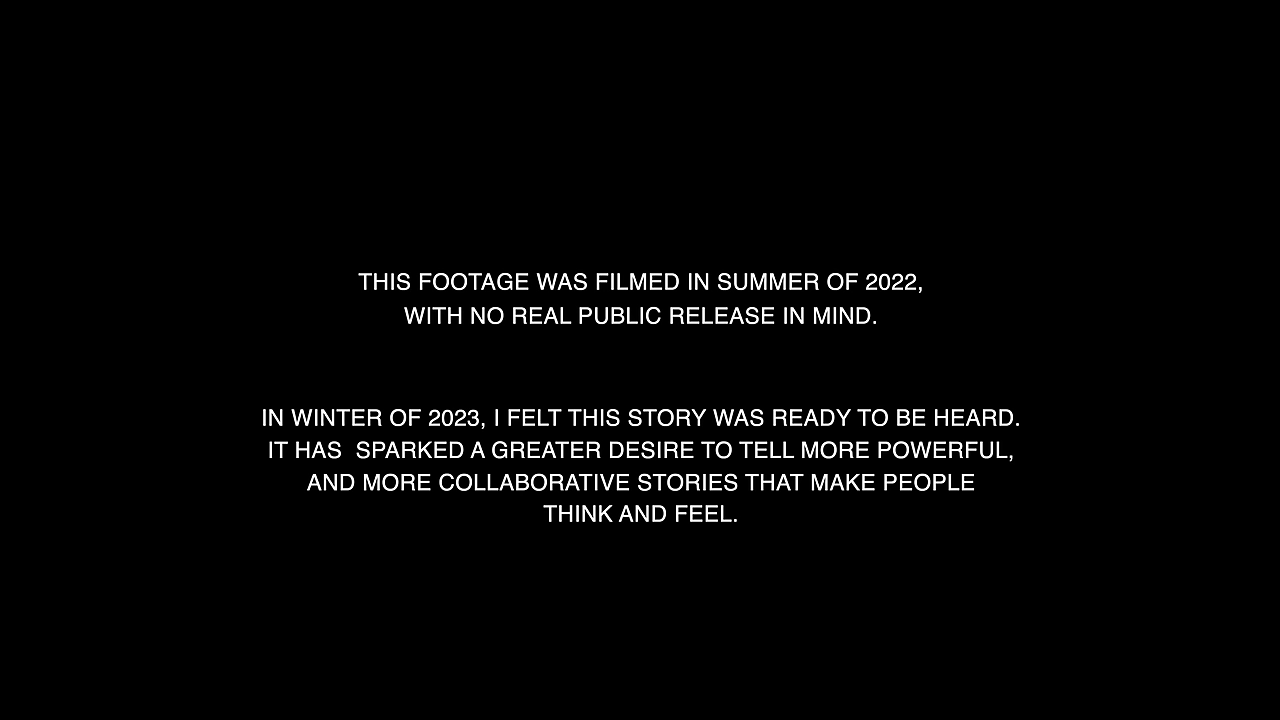 THIS FOOTAGE WAS FILMED IN SUMMER OF 2022,
WITH NO REAL PUBLIC RELEASE IN MIND.
IN WINTER OF 2023, I FELT THIS STORY WAS READY TO BE HEARD.
IT HAS  SPARKED A GREATER DESIRE TO TELL MORE POWERFUL,
AND MORE COLLABORATIVE STORIES THAT MAKE PEOPLE
THINK AND FEEL.